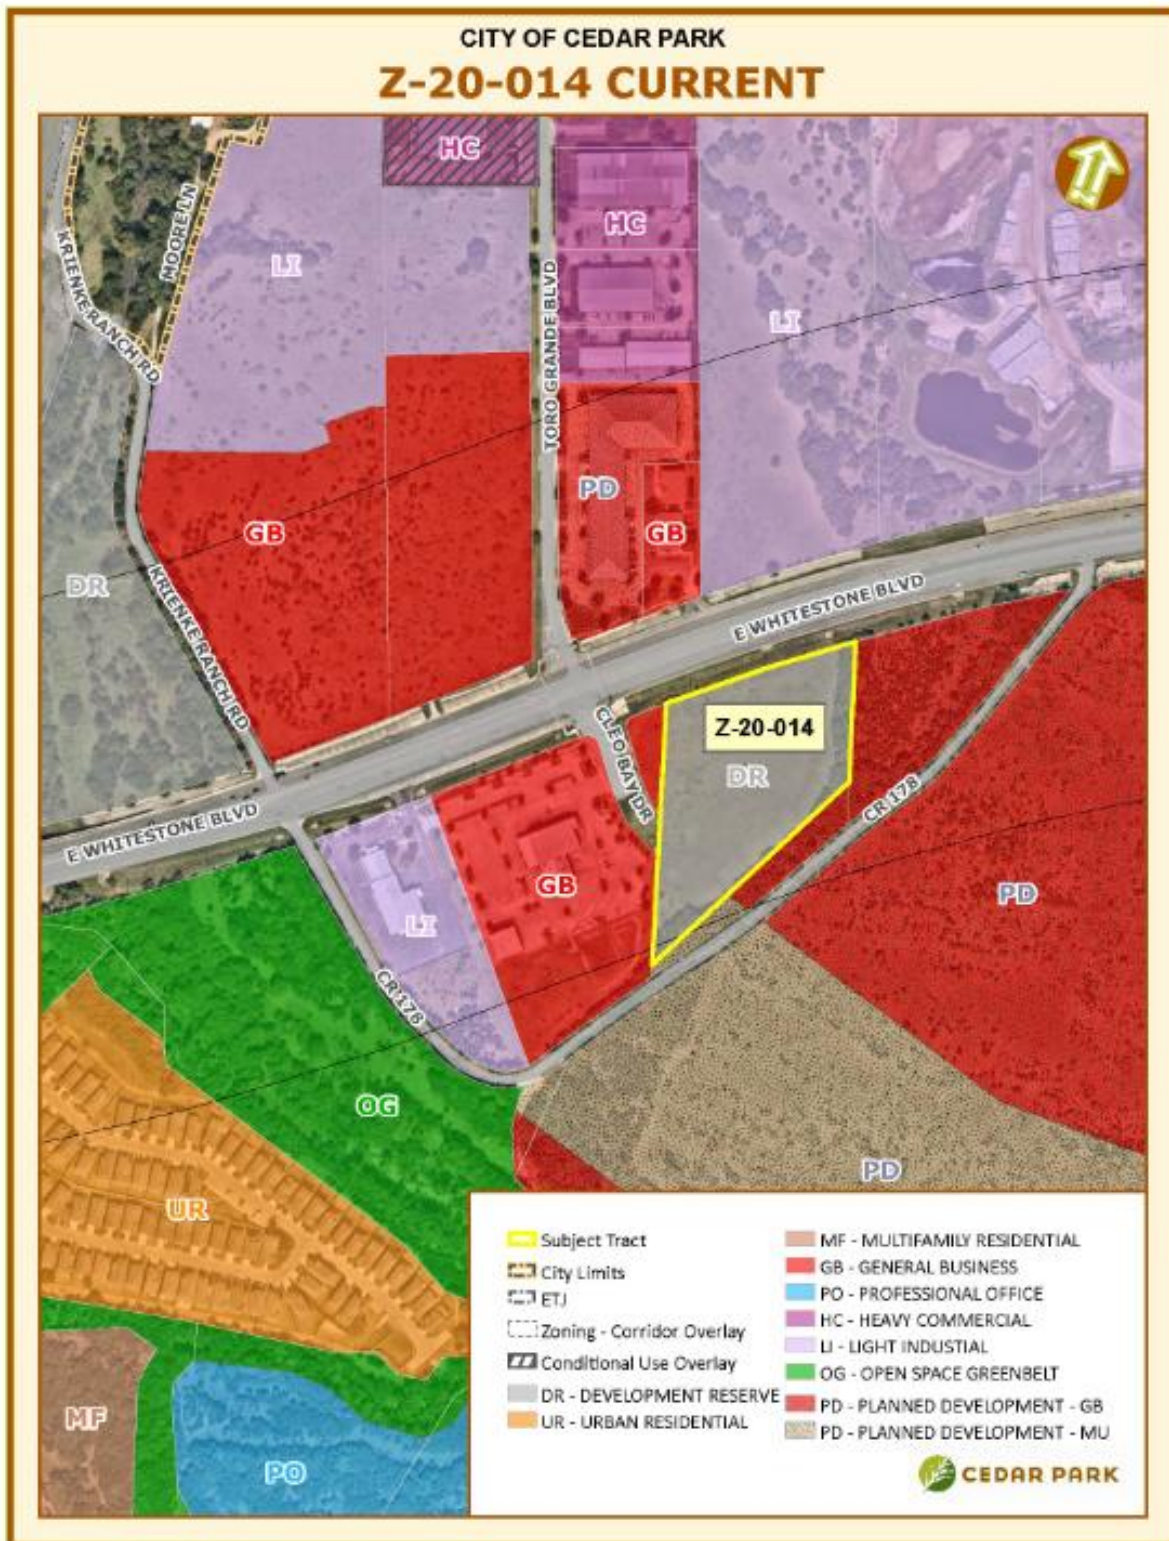 CITY OF CEDAR PARK
Z-20-014 CURRENT
HC
MOORE LN
KRIENKE RANCH RD
HC
LI
TORO GRANDE BLVD
LI
PD
GB
GB
DR
KRIENKE RANCH RD
E WHITESTONE BLVD
CLEO BAY DR
Z-20-014
DR
CR 178
E WHITESTONE BLVD
GB
PD
LI
CR 178
OG
PD
UR
MF
PO
Subject Tract
City Limits
ETJ
Zoning - Corridor Overlay
Conditional Use Overlay
DR - DEVELOPMENT RESERVE
UR - URBAN RESIDENTIAL
MF - MULTIFAMILY RESIDENTIAL
GB - GENERAL BUSINESS
PO - PROFESSIONAL OFFICE
HC - HEAVY COMMERCIAL
LI - LIGHT INDUSTIAL
OG - OPEN SPACE GREENBELT
PD - PLANNED DEVELOPMENT - GB
PD - PLANNED DEVELOPMENT - MU
CEDAR PARK